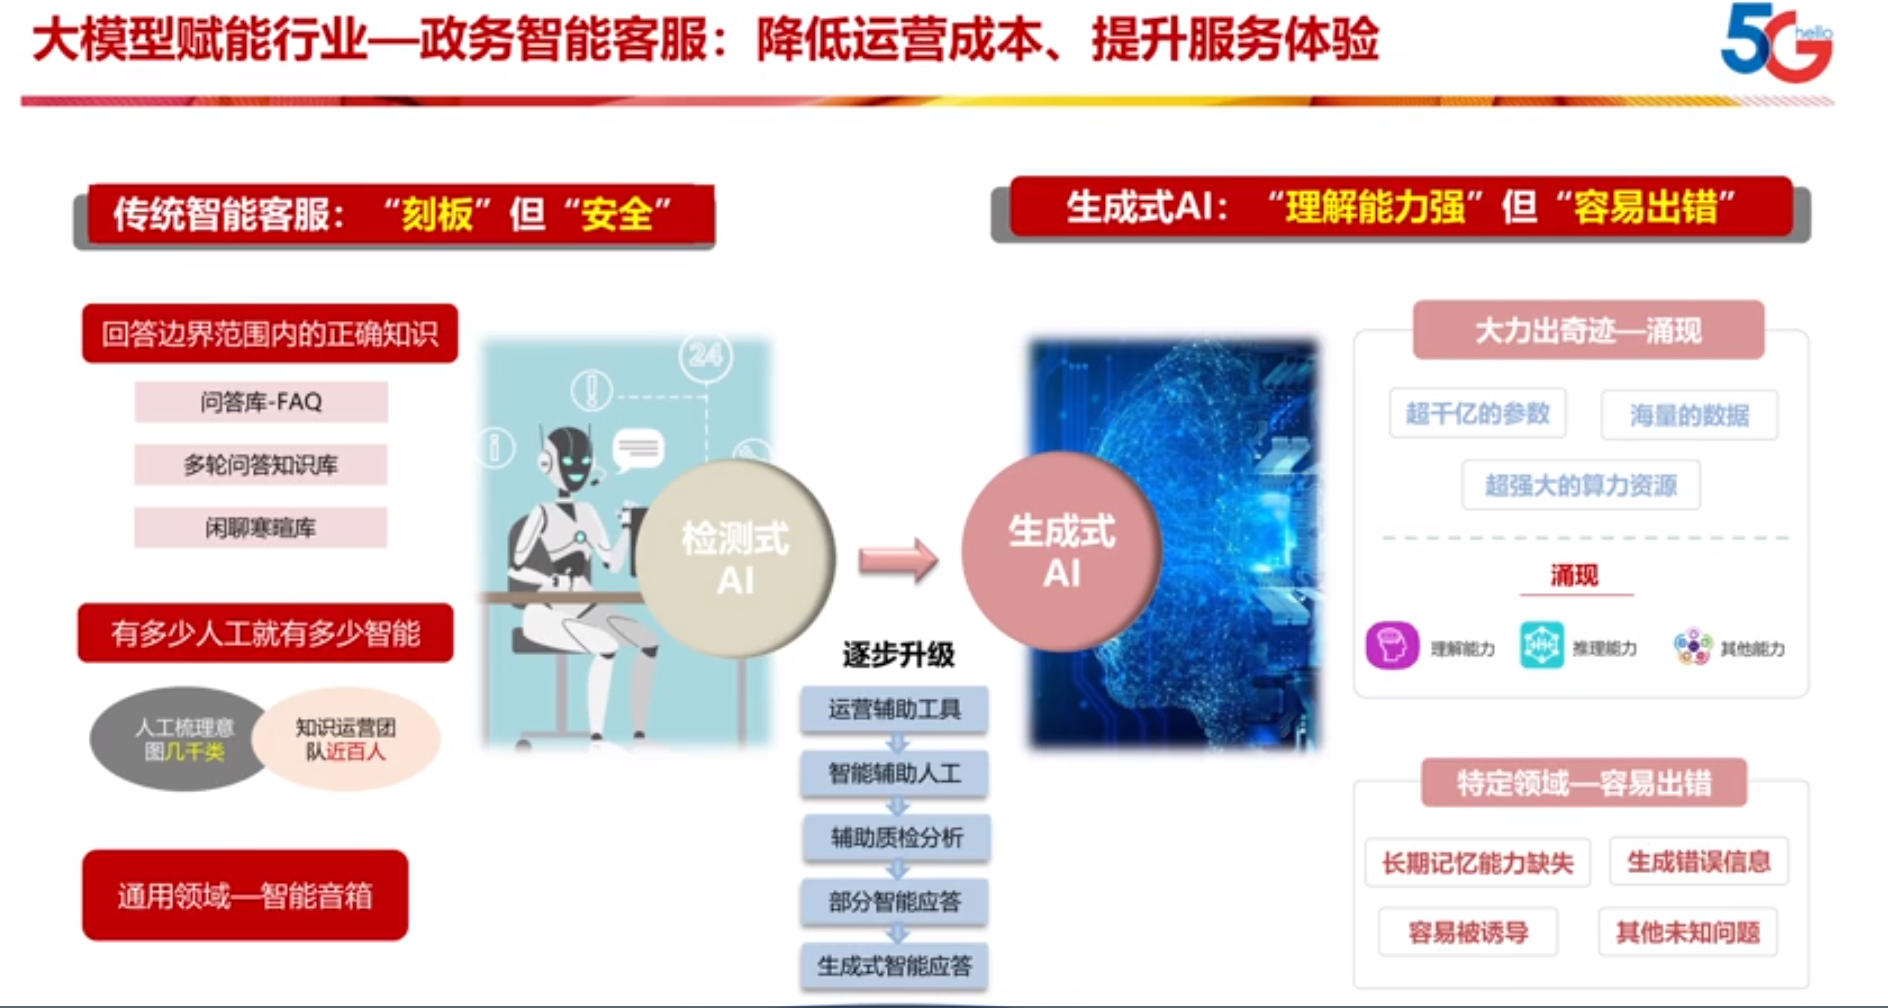 大模型赋能行业—政务智能客服：降低运营成本、提升服务体验
5G
hello
传统智能客服：“刻板”但“安全”
生成式AI：“理解能力强”但“容易出错”
回答边界范围内的正确知识
问答库-FAQ
多轮问答知识库
闲聊寒暄库
有多少人工就有多少智能
人工梳理意
图几千类
知识运营团
队近百人
通用领域—智能音箱
24
检测式
AI
生成式
AI
逐步升级
运营辅助工具
智能辅助人工
辅助质检分析
部分智能应答
生成式智能应答
大力出奇迹—涌现
超千亿的参数
海量的数据
超强大的算力资源
涌现
理解能力
推理能力
其他能力
特定领域—容易出错
长期记忆能力缺失
生成错误信息
容易被诱导
其他未知问题